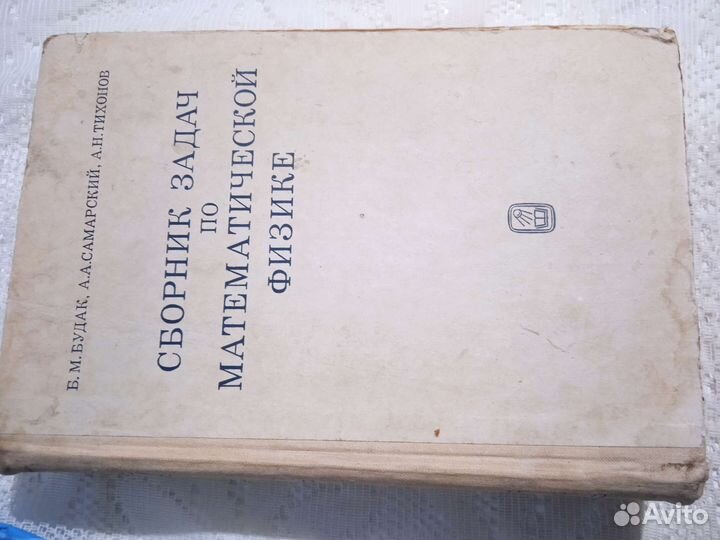 Б. М. БУДАК, А. А. САМАРСКИЙ, А. Н. ТИХОНОВ
СБОРНИК ЗАДАЧ
ПО
МАТЕМАТИЧЕСКОЙ
ФИЗИКЕ
Avito